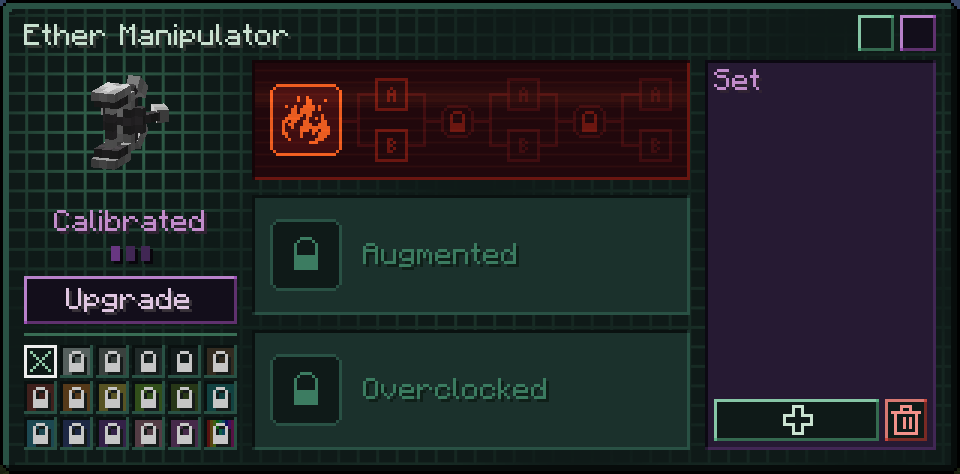 Ether Manipulator
Set
A
A
A
B
B
B
Calibrated
Augmented
Upgrade
Overclocked